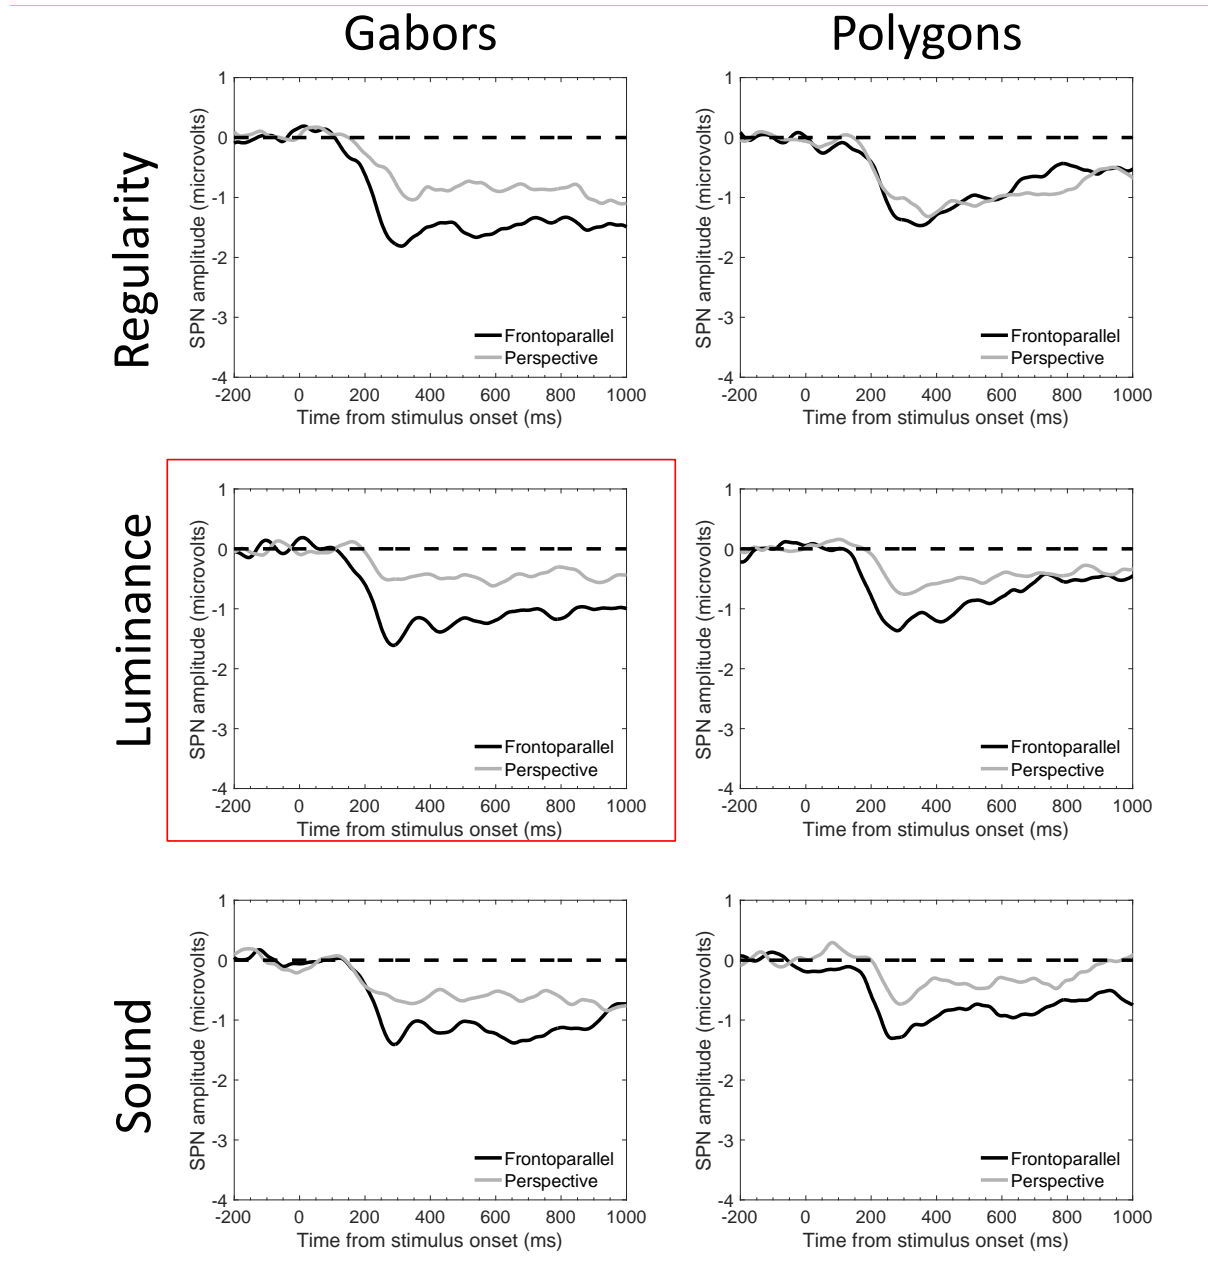 Gabors
Polygons
Regularity
1
0
-1
-2
-3
-4
SPN amplitude (microvolts)
Frontoparallel
Perspective
-200 0 200 400 600 800 1000
Time from stimulus onset (ms)
1
0
-1
-2
-3
-4
SPN amplitude (microvolts)
Frontoparallel
Perspective
-200 0 200 400 600 800 1000
Time from stimulus onset (ms)
Luminance
1
0
-1
-2
-3
-4
SPN amplitude (microvolts)
Frontoparallel
Perspective
-200 0 200 400 600 800 1000
Time from stimulus onset (ms)
1
0
-1
-2
-3
-4
SPN amplitude (microvolts)
Frontoparallel
Perspective
-200 0 200 400 600 800 1000
Time from stimulus onset (ms)
Sound
1
0
-1
-2
-3
-4
SPN amplitude (microvolts)
Frontoparallel
Perspective
-200 0 200 400 600 800 1000
Time from stimulus onset (ms)
1
0
-1
-2
-3
-4
SPN amplitude (microvolts)
Frontoparallel
Perspective
-200 0 200 400 600 800 1000
Time from stimulus onset (ms)